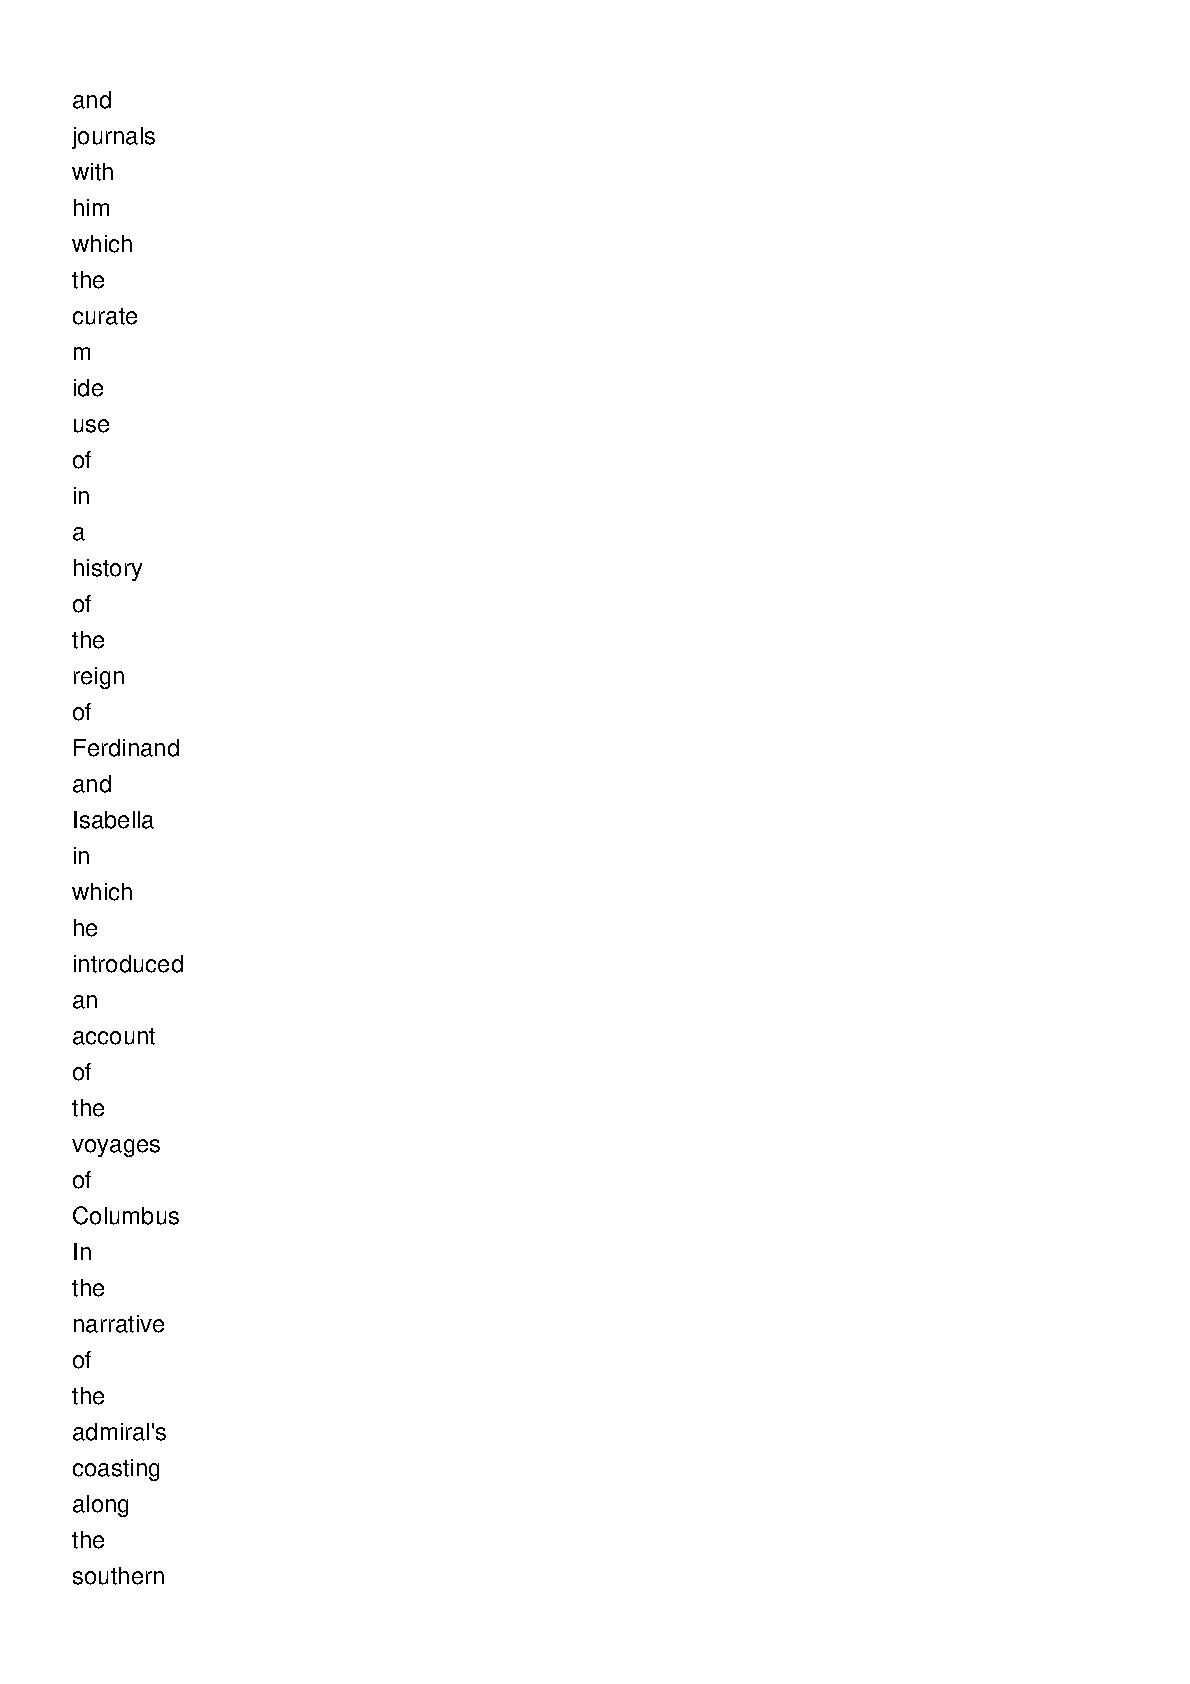 and
journals
with
him
which
the
curate
m
ide
use
of
in
a
history
of
the
reign
of
Ferdinand
and
Isabella
in
which
he
introduced
an
account
of
the
voyages
of
Columbus
In
the
narrative
of
the
admiral's
coasting
along
the
southern